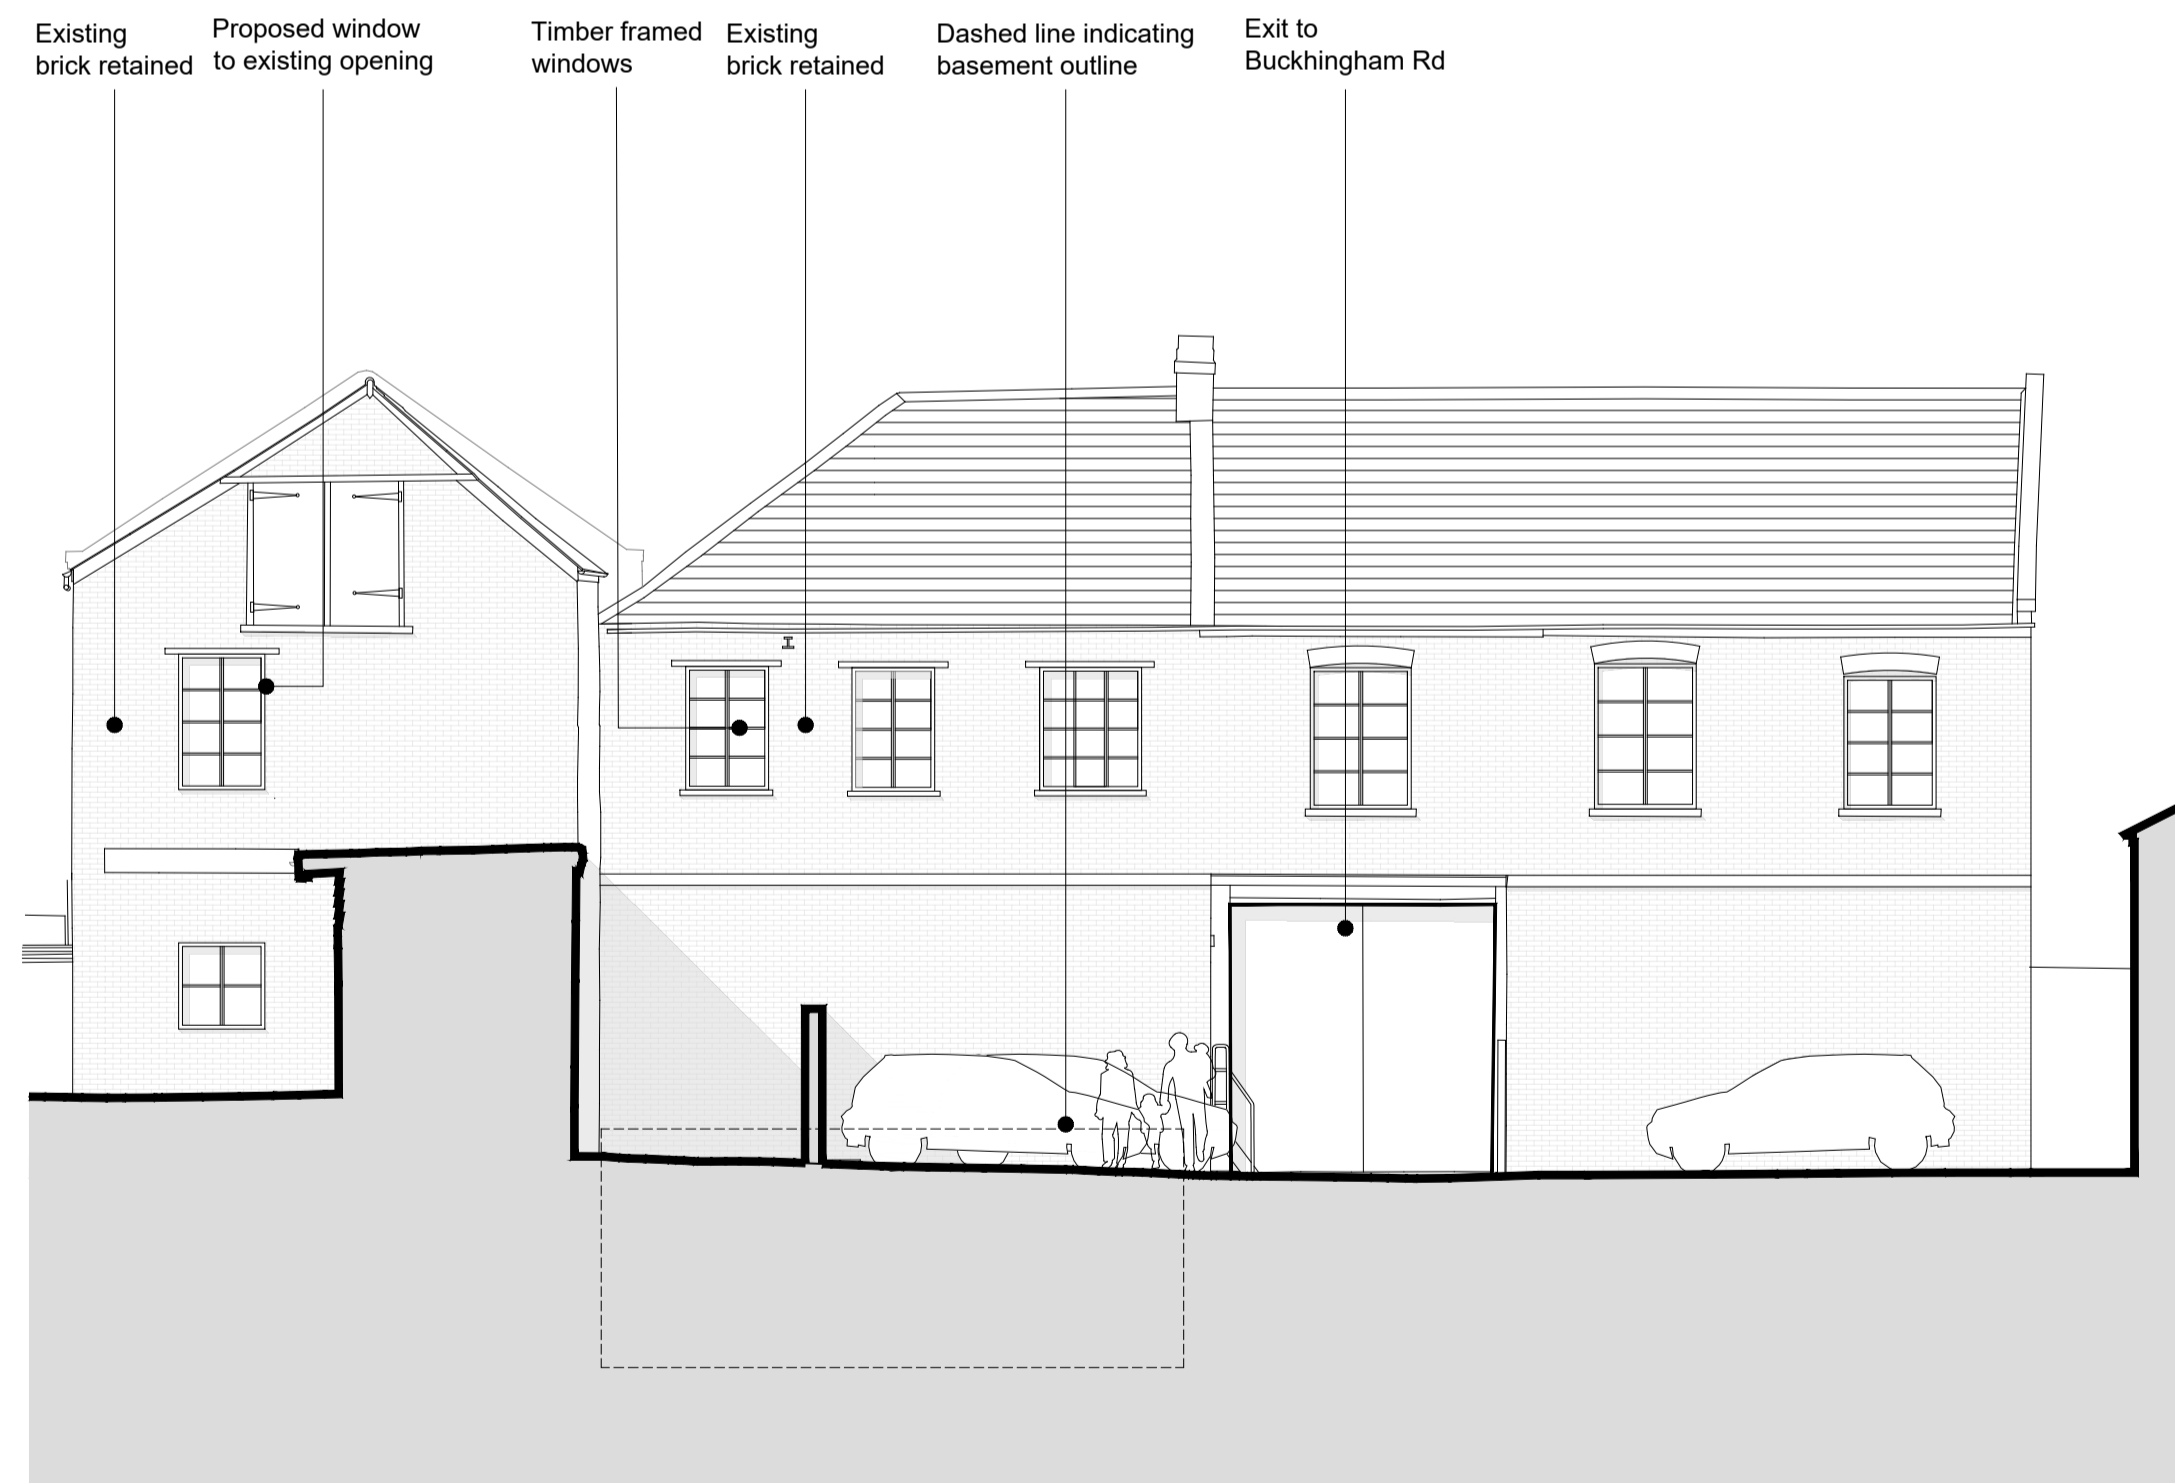 Existing
brick retained
Proposed window
to existing opening
Timber framed
windows
Existing
brick retained
Dashed line indicating
basement outline
Exit to
Buckhingham Rd